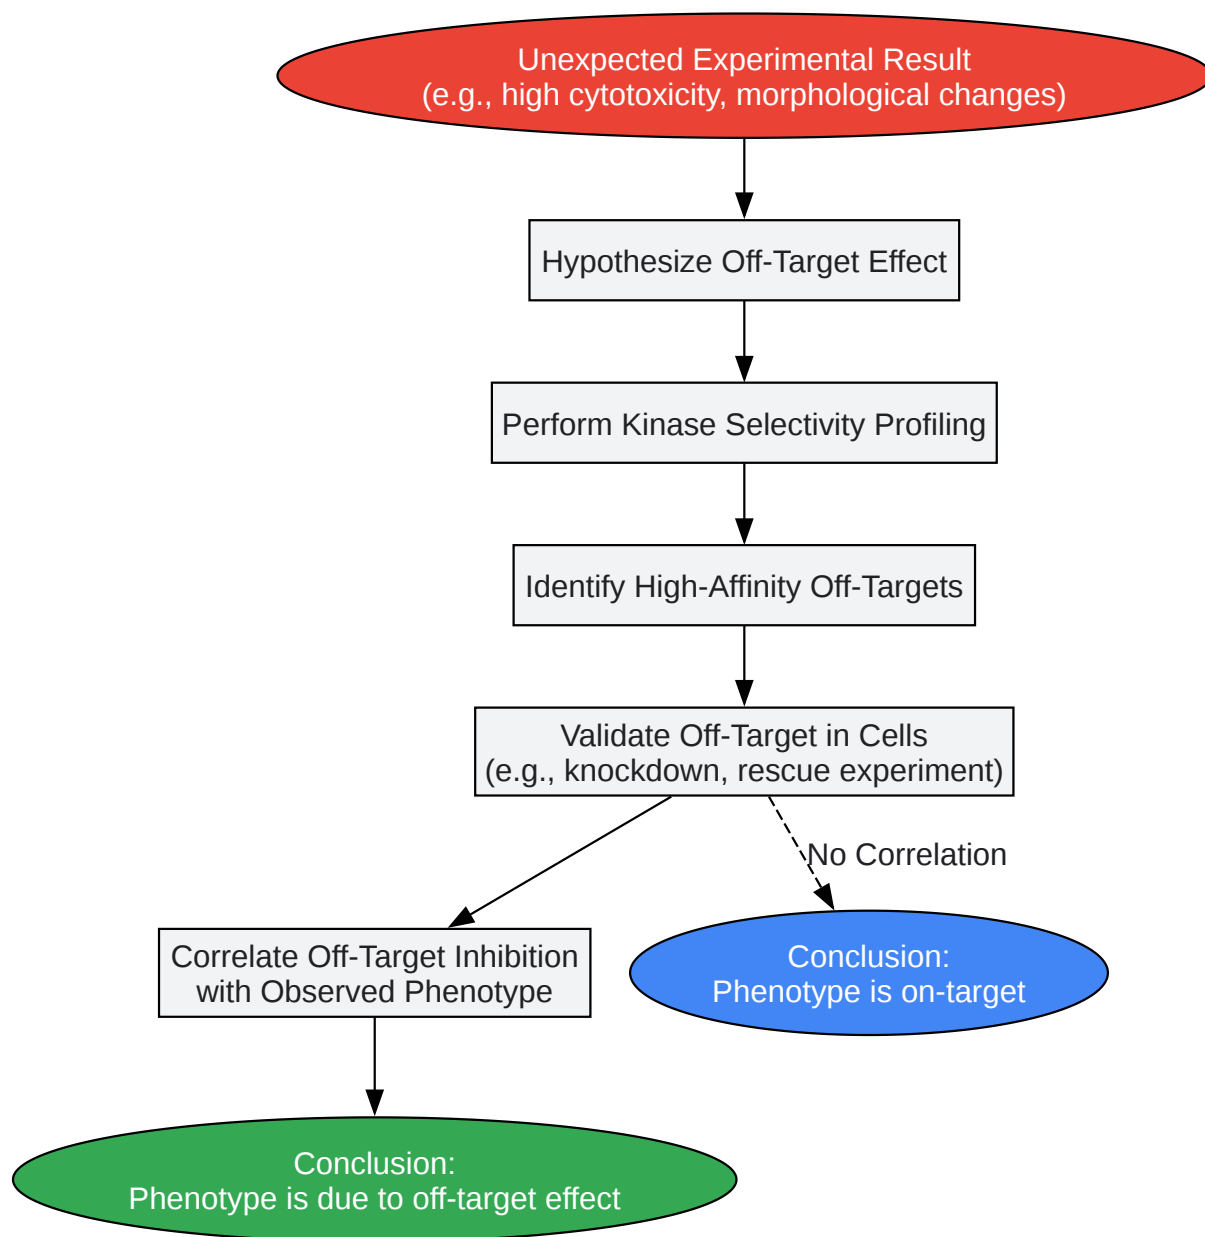 Unexpected Experimental Result
(e.g., high cytotoxicity, morphological changes)
Hypothesize Off-Target Effect
Perform Kinase Selectivity Profiling
Identify High-Affinity Off-Targets
Validate Off-Target in Cells
(e.g., knockdown, rescue experiment)
No Correlation
Correlate Off-Target Inhibition
with Observed Phenotype
Conclusion:
Phenotype is on-target
Conclusion:
Phenotype is due to off-target effect